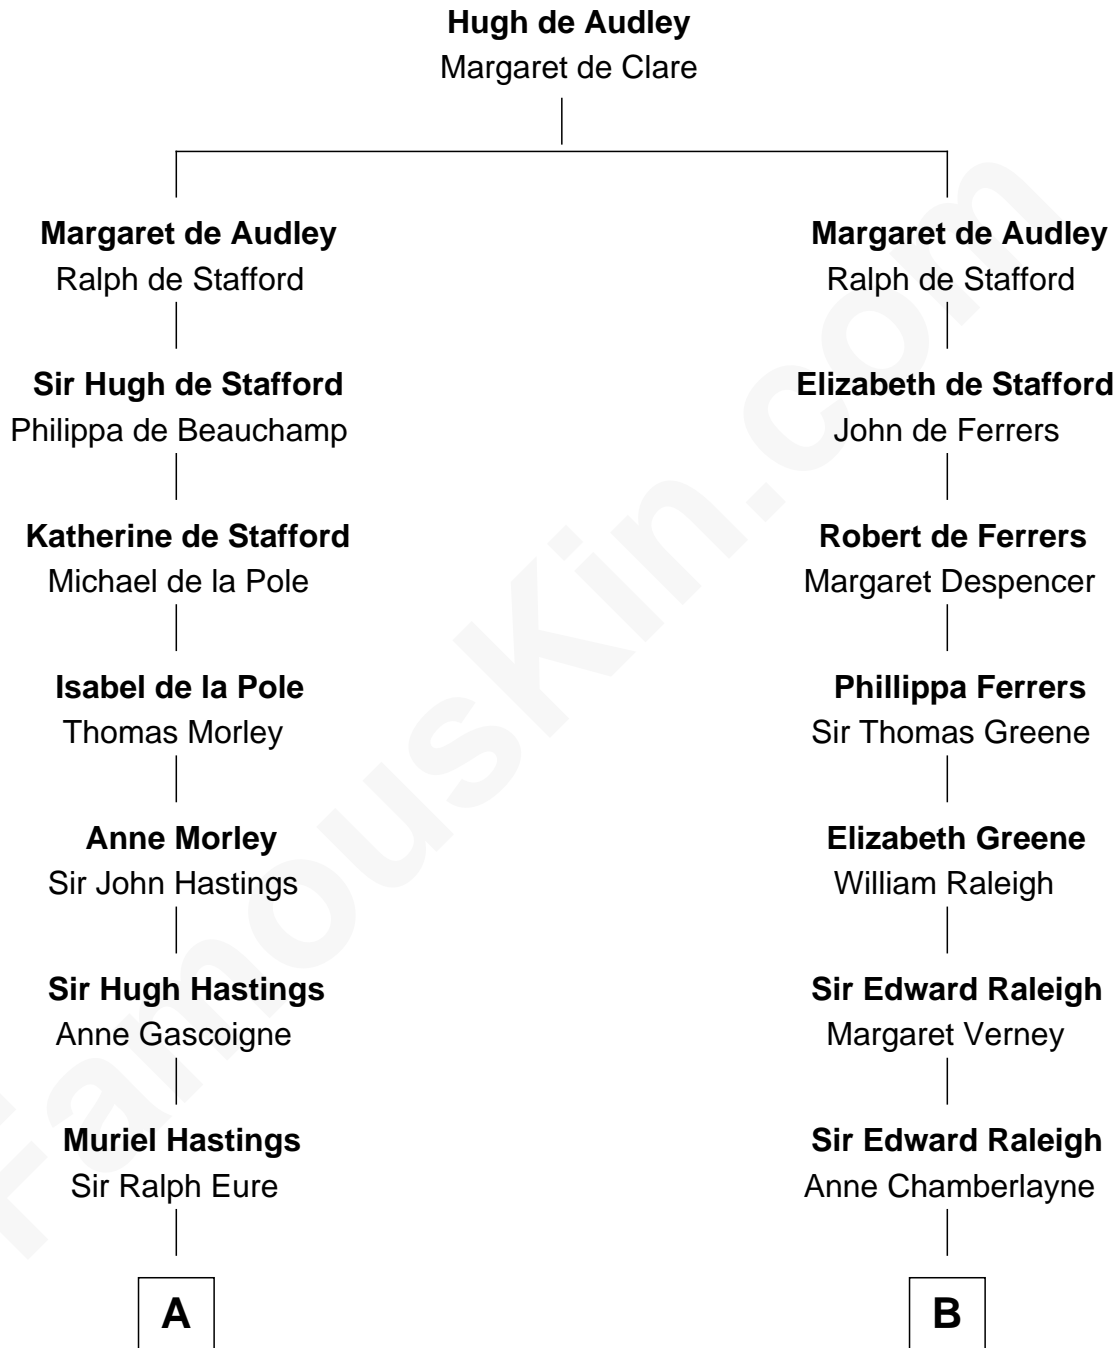 Hugh de Audley
Margaret de Clare
Margaret de Audley
Ralph de Stafford
Margaret de Audley
Ralph de Stafford
Sir Hugh de Stafford
Philippa de Beauchamp
Elizabeth de Stafford
John de Ferrers
Katherine de Stafford
Michael de la Pole
Robert de Ferrers
Margaret Despencer
Isabel de la Pole
Thomas Morley
Phillippa Ferrers
Sir Thomas Greene
Anne Morley
Sir John Hastings
Elizabeth Greene
William Raleigh
Sir Hugh Hastings
Anne Gascoigne
Sir Edward Raleigh
Margaret Verney
Muriel Hastings
Sir Ralph Eure
Sir Edward Raleigh
Anne Chamberlayne
A
B
FamousKin.com